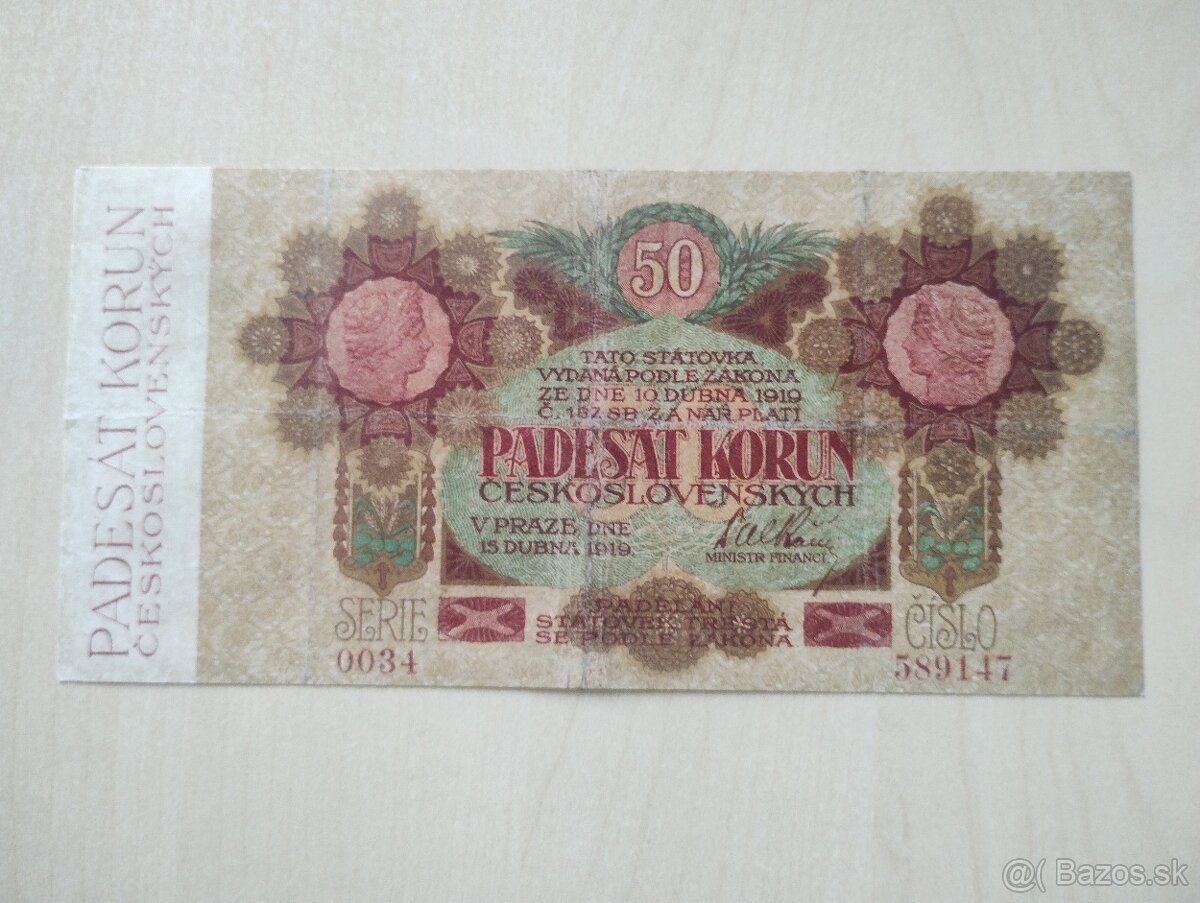 PADESÁT KORUN
ČESKOSLOVENSKÝCH
50
TATO STÁTOVKA
VYDANÁ PODLE ZÁKONA
ZE DNE 10. DUBNA 1919
Č. 187. SB. Z. A NAŘ. PLATÍ
PADESÁT KORUN
ČESKOSLOVENSKÝCH
V PRAZE DNE
15. DUBNA 1919.
MINISTR FINANCÍ.
PADĚLÁNÍ
STÁTOVEK TRESTÁ
SE PODLE ZÁKONA
SERIE
0034
ČÍSLO
589147
@( Bazos.sk